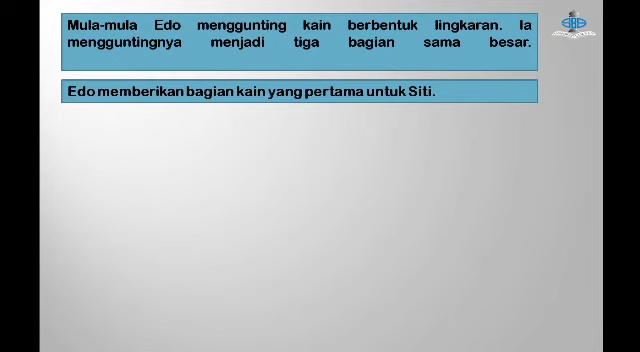 Mula-mula Edo menggunting kain berbentuk lingkaran. Ia
mengguntingnya menjadi tiga bagian sama besar.
Edo memberikan bagian kain yang pertama untuk Siti.